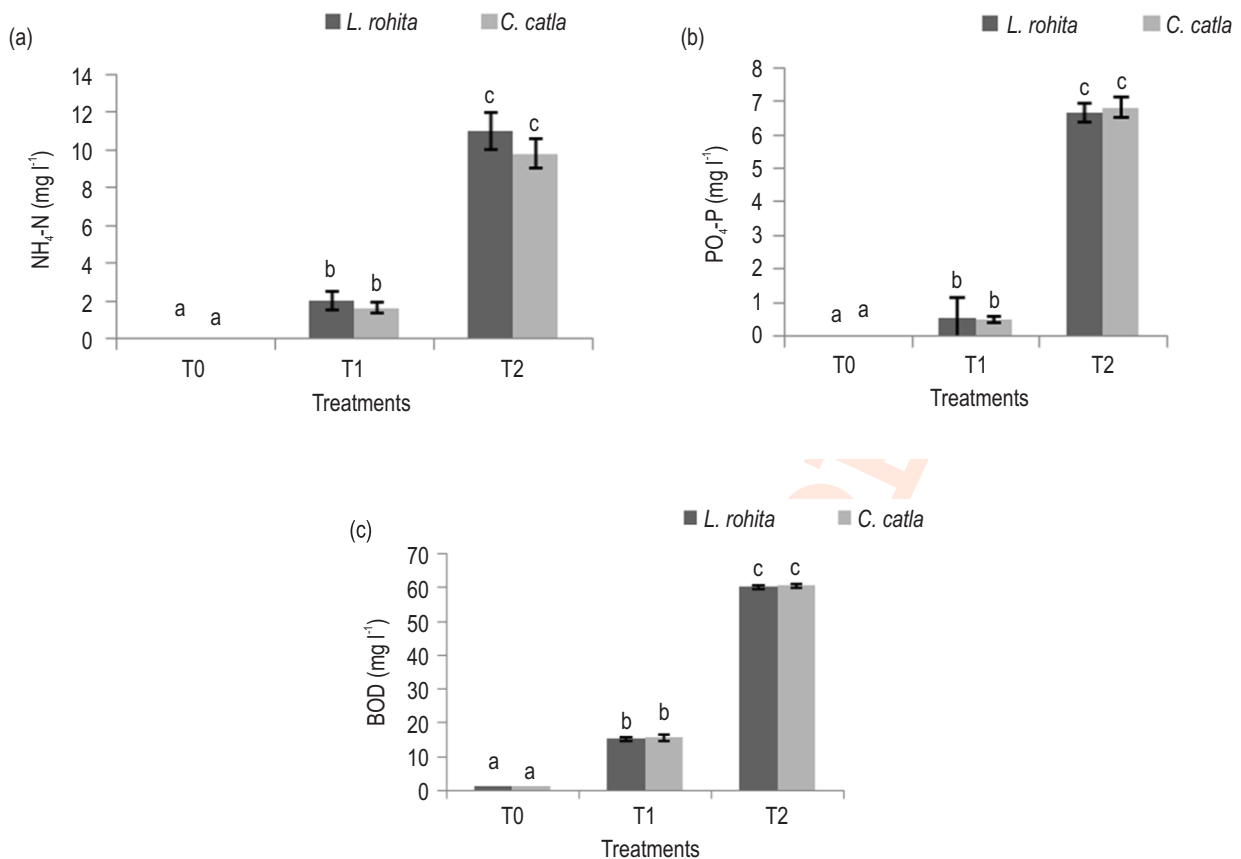 (a)
L. rohita C. catla
NH₄-N (mg l⁻¹)
14
12
10
8
6
4
2
0
a a
b b
c c
T0 T1 T2
Treatments
(b)
L. rohita C. catla
PO₄-P (mg l⁻¹)
8
7
6
5
4
3
2
1
0
a a
b b
c c
T0 T1 T2
Treatments
(c)
L. rohita C. catla
BOD (mg l⁻¹)
70
60
50
40
30
20
10
0
a a
b b
c c
T0 T1 T2
Treatments